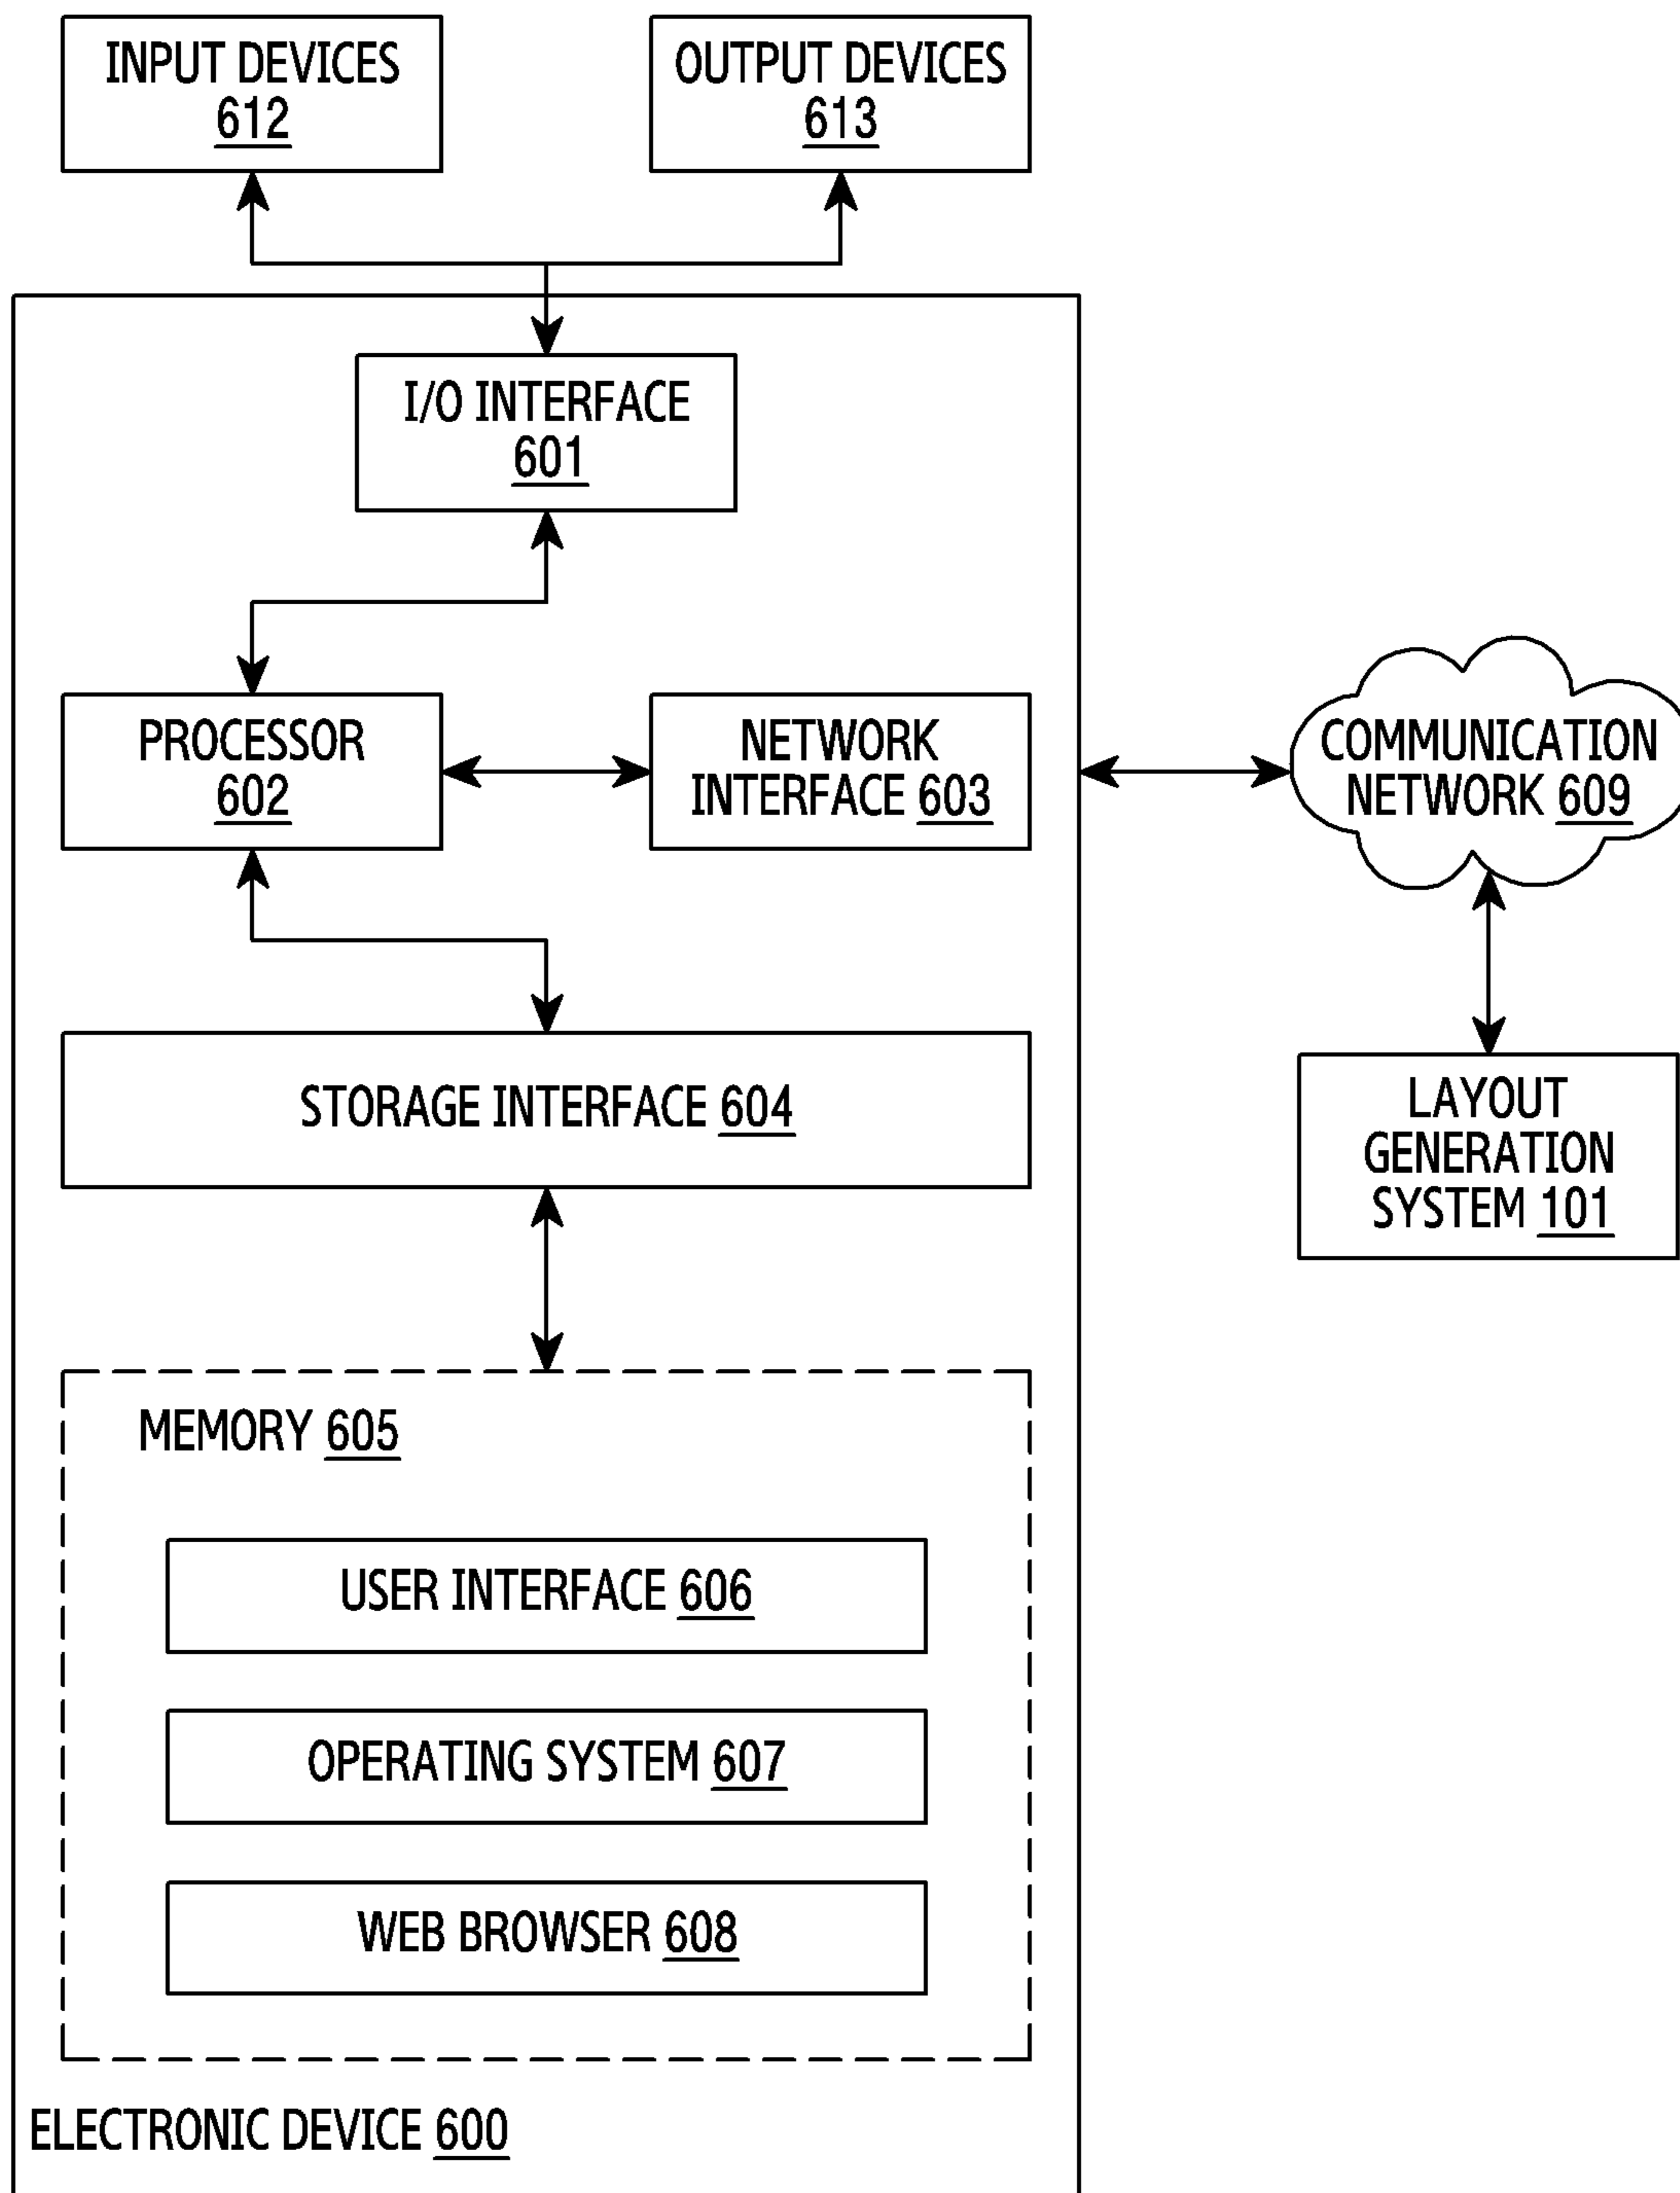 INPUT DEVICES
612
OUTPUT DEVICES
613
I/O INTERFACE
601
PROCESSOR
602
NETWORK
INTERFACE 603
COMMUNICATION
NETWORK 609
STORAGE INTERFACE 604
LAYOUT
GENERATION
SYSTEM 101
MEMORY 605
USER INTERFACE 606
OPERATING SYSTEM 607
WEB BROWSER 608
ELECTRONIC DEVICE 600